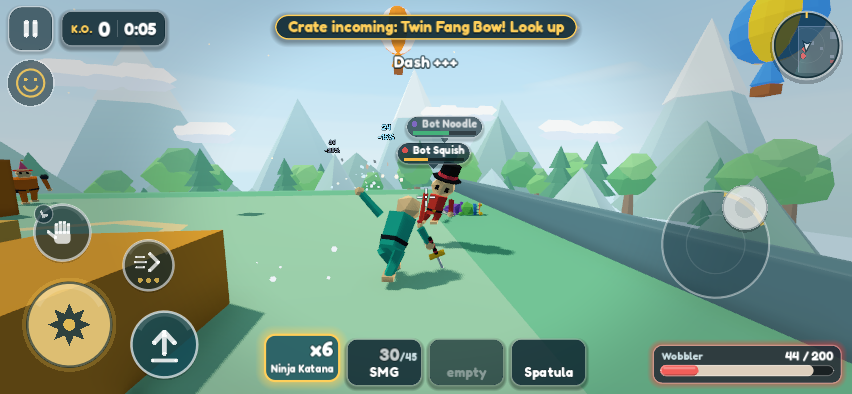 K.O. 0 0:05
Crate incoming: Twin Fang Bow! Look up
Dash +++
Bot Noodle
Bot Squish
x6
Ninja Katana
30/45
SMG
empty
Spatula
Wobbler 44 / 200